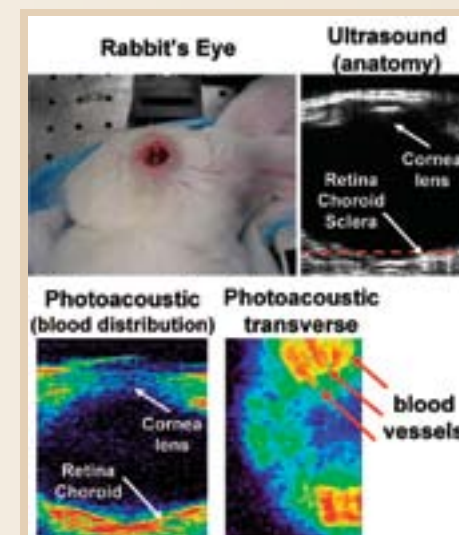 Rabbit's Eye
Ultrasound
(anatomy)
Cornea
lens
Retina
Choroid
Sclera
Photoacoustic
(blood distribution)
Photoacoustic
transverse
Cornea
lens
Retina
Choroid
blood
vessels